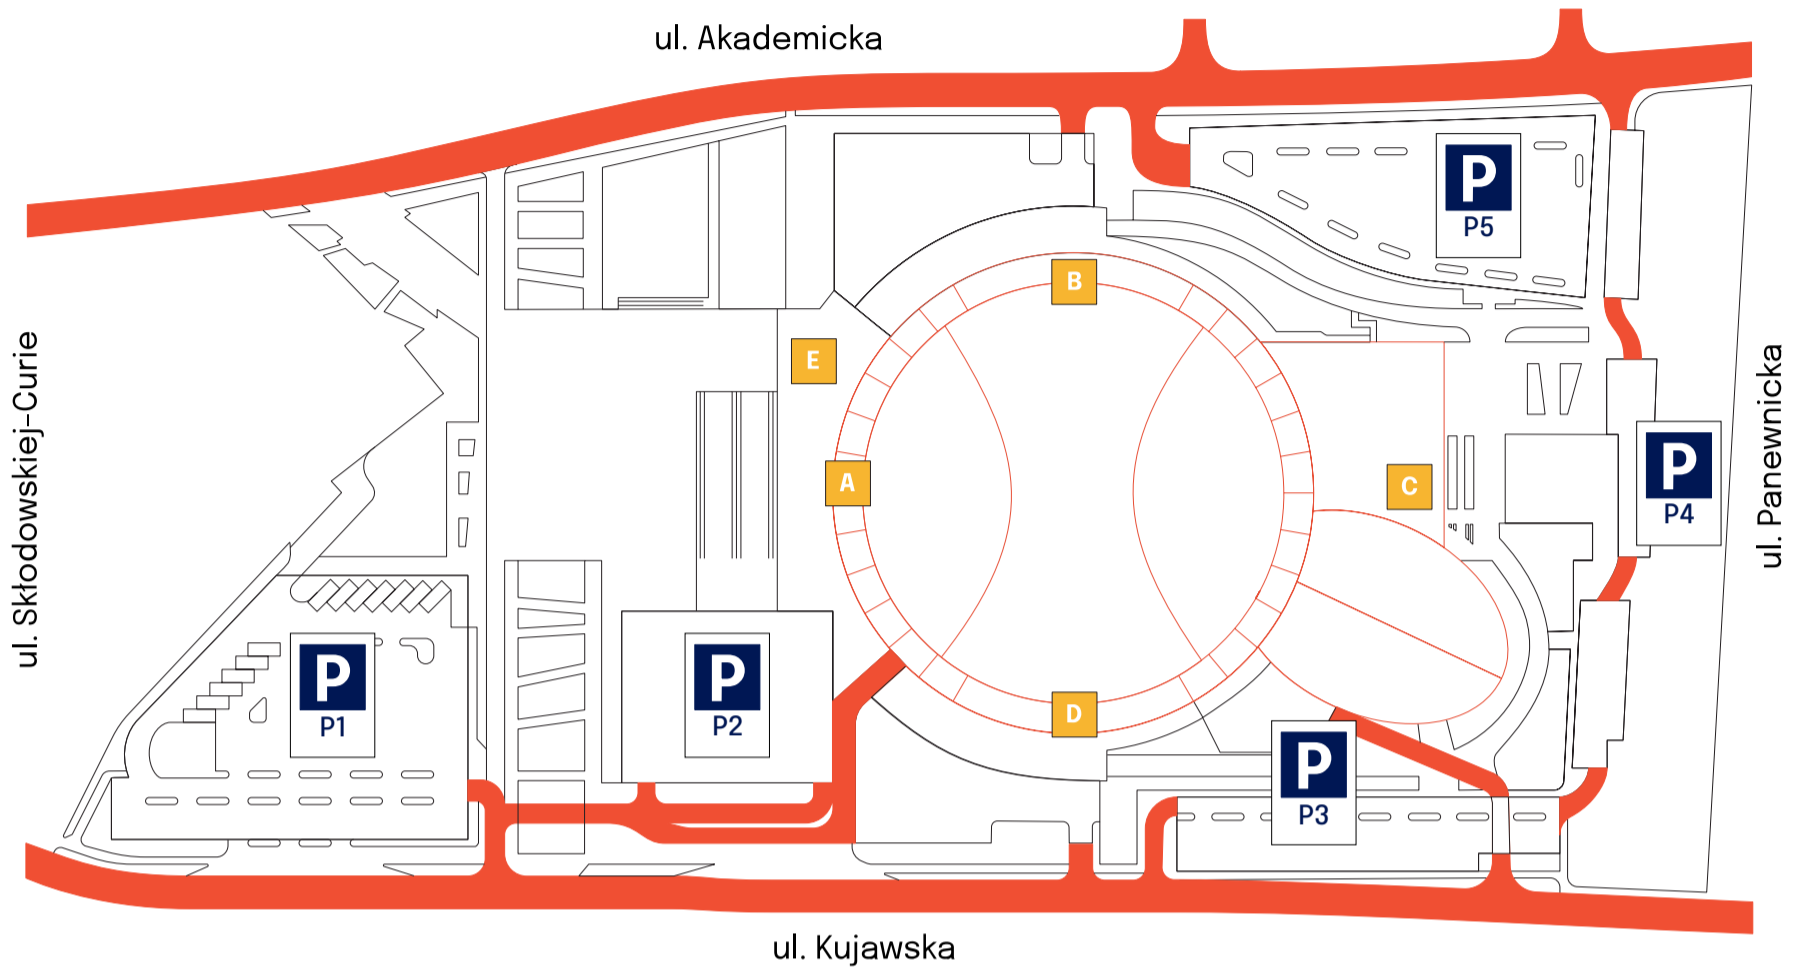 ul. Akademicka
P
P5
B
E
ul. Skłodowskiej-Curie
ul. Panewnicka
A
C
P
P4
P
P1
P
P2
D
P
P3
ul. Kujawska